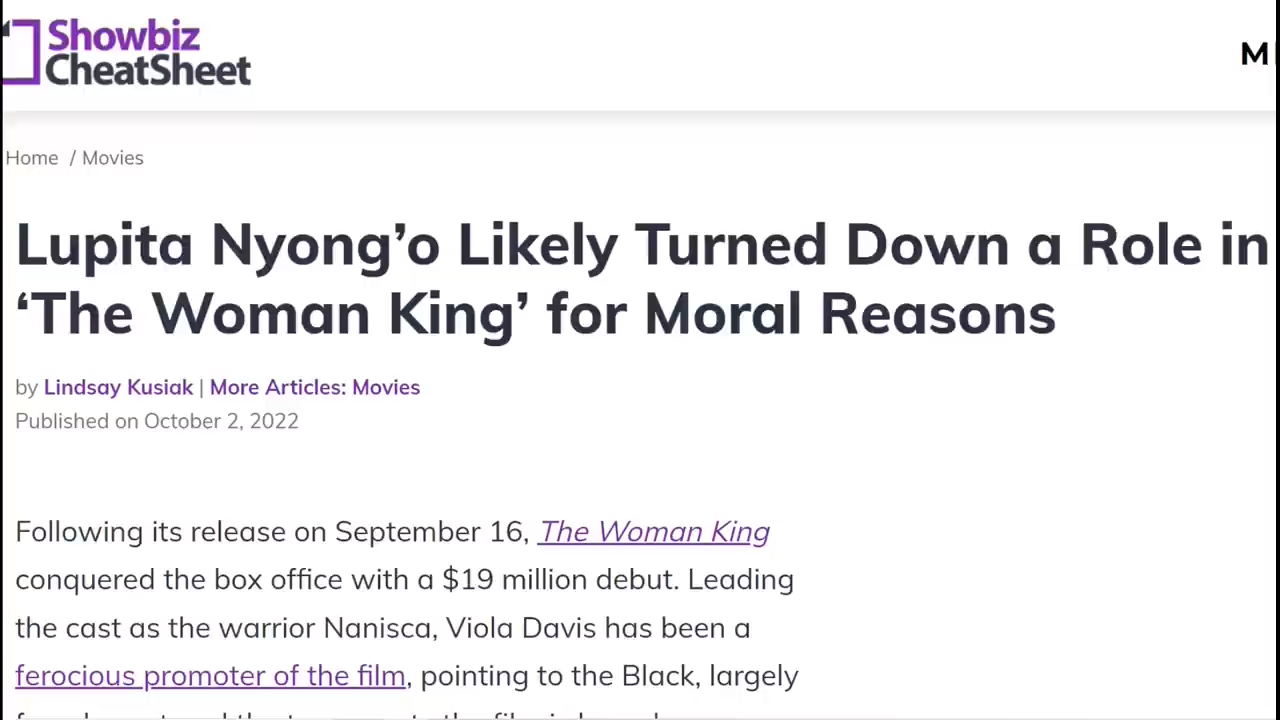 Showbiz
CheatSheet
M
Home / Movies
Lupita Nyong’o Likely Turned Down a Role in
‘The Woman King’ for Moral Reasons
by Lindsay Kusiak | More Articles: Movies
Published on October 2, 2022
Following its release on September 16, The Woman King
conquered the box office with a $19 million debut. Leading
the cast as the warrior Nanisca, Viola Davis has been a
ferocious promoter of the film, pointing to the Black, largely